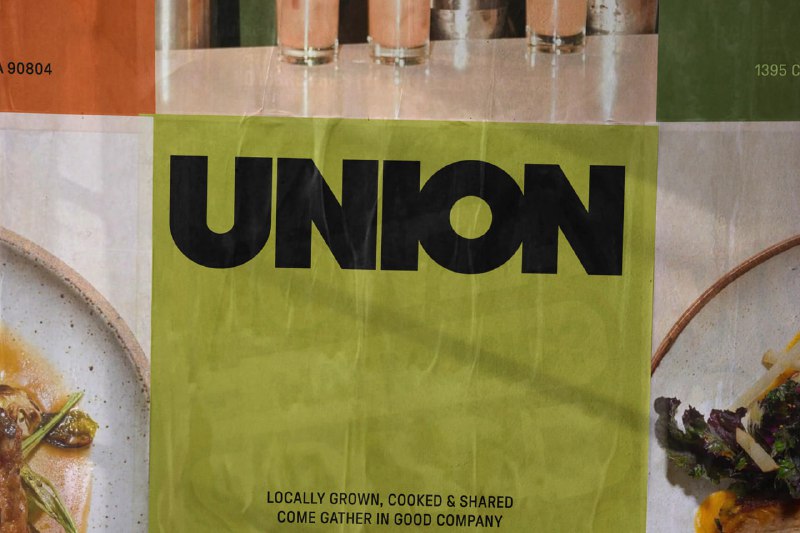 A 90804
1395 C
UNION
LOCALLY GROWN, COOKED & SHARED
COME GATHER IN GOOD COMPANY